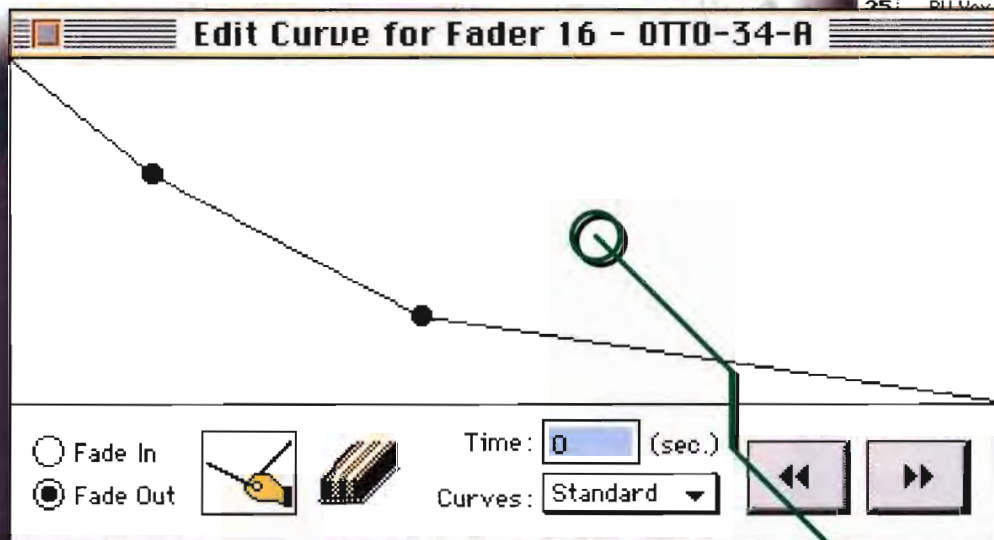 Edit Curve for Fader 16 - OTTO-34-A
Fade In
Fade Out
Time: 0 (sec.)
Curves: Standard